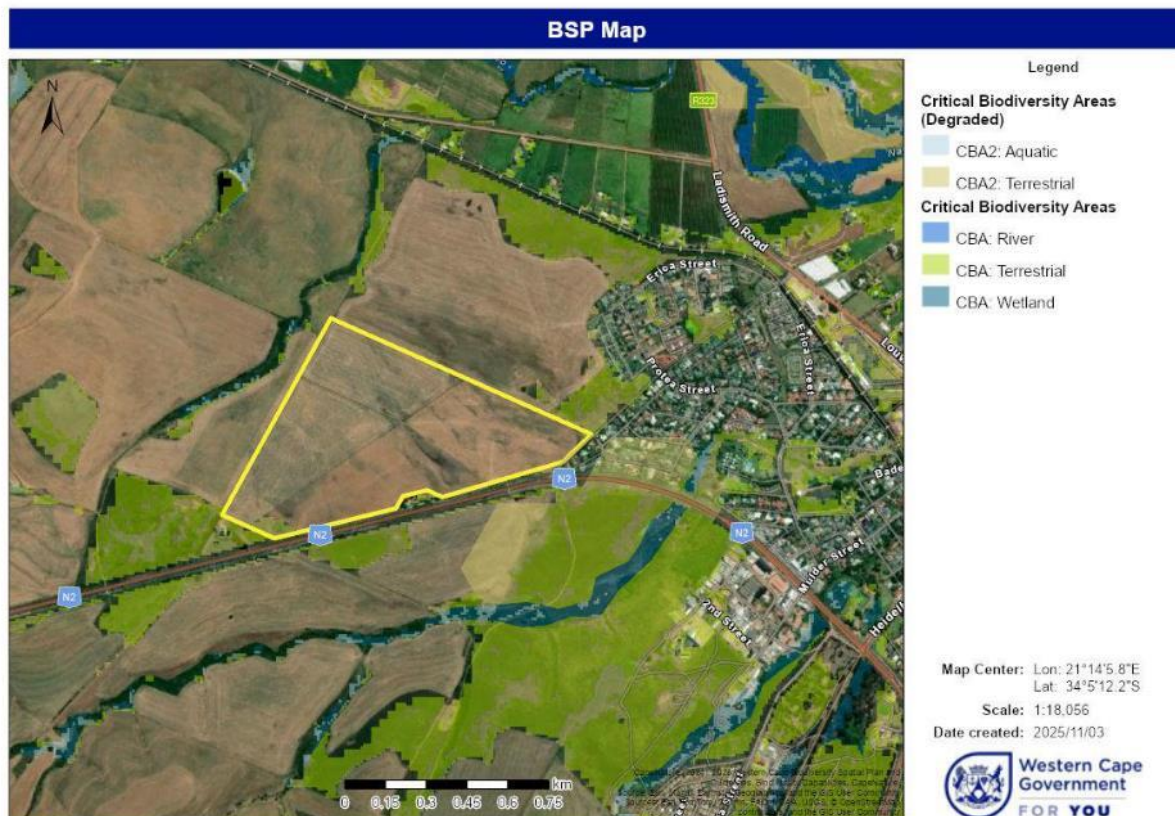 BSP Map
Legend
Critical Biodiversity Areas
(Degraded)
CBA2: Aquatic
CBA2: Terrestrial
Critical Biodiversity Areas
CBA: River
CBA: Terrestrial
CBA: Wetland
N
R323
Ladismith Road
Erica Street
Erica Street
Protea Street
N2
N2
N2
N2
Mulder Street
2nd Street
km
0 0.15 0.3 0.45 0.6 0.75
Map Center: Lon: 21°14'5.8"E
Lat: 34°5'12.2"S
Scale: 1:18,056
Date created: 2025/11/03
Western Cape
Government
FOR YOU